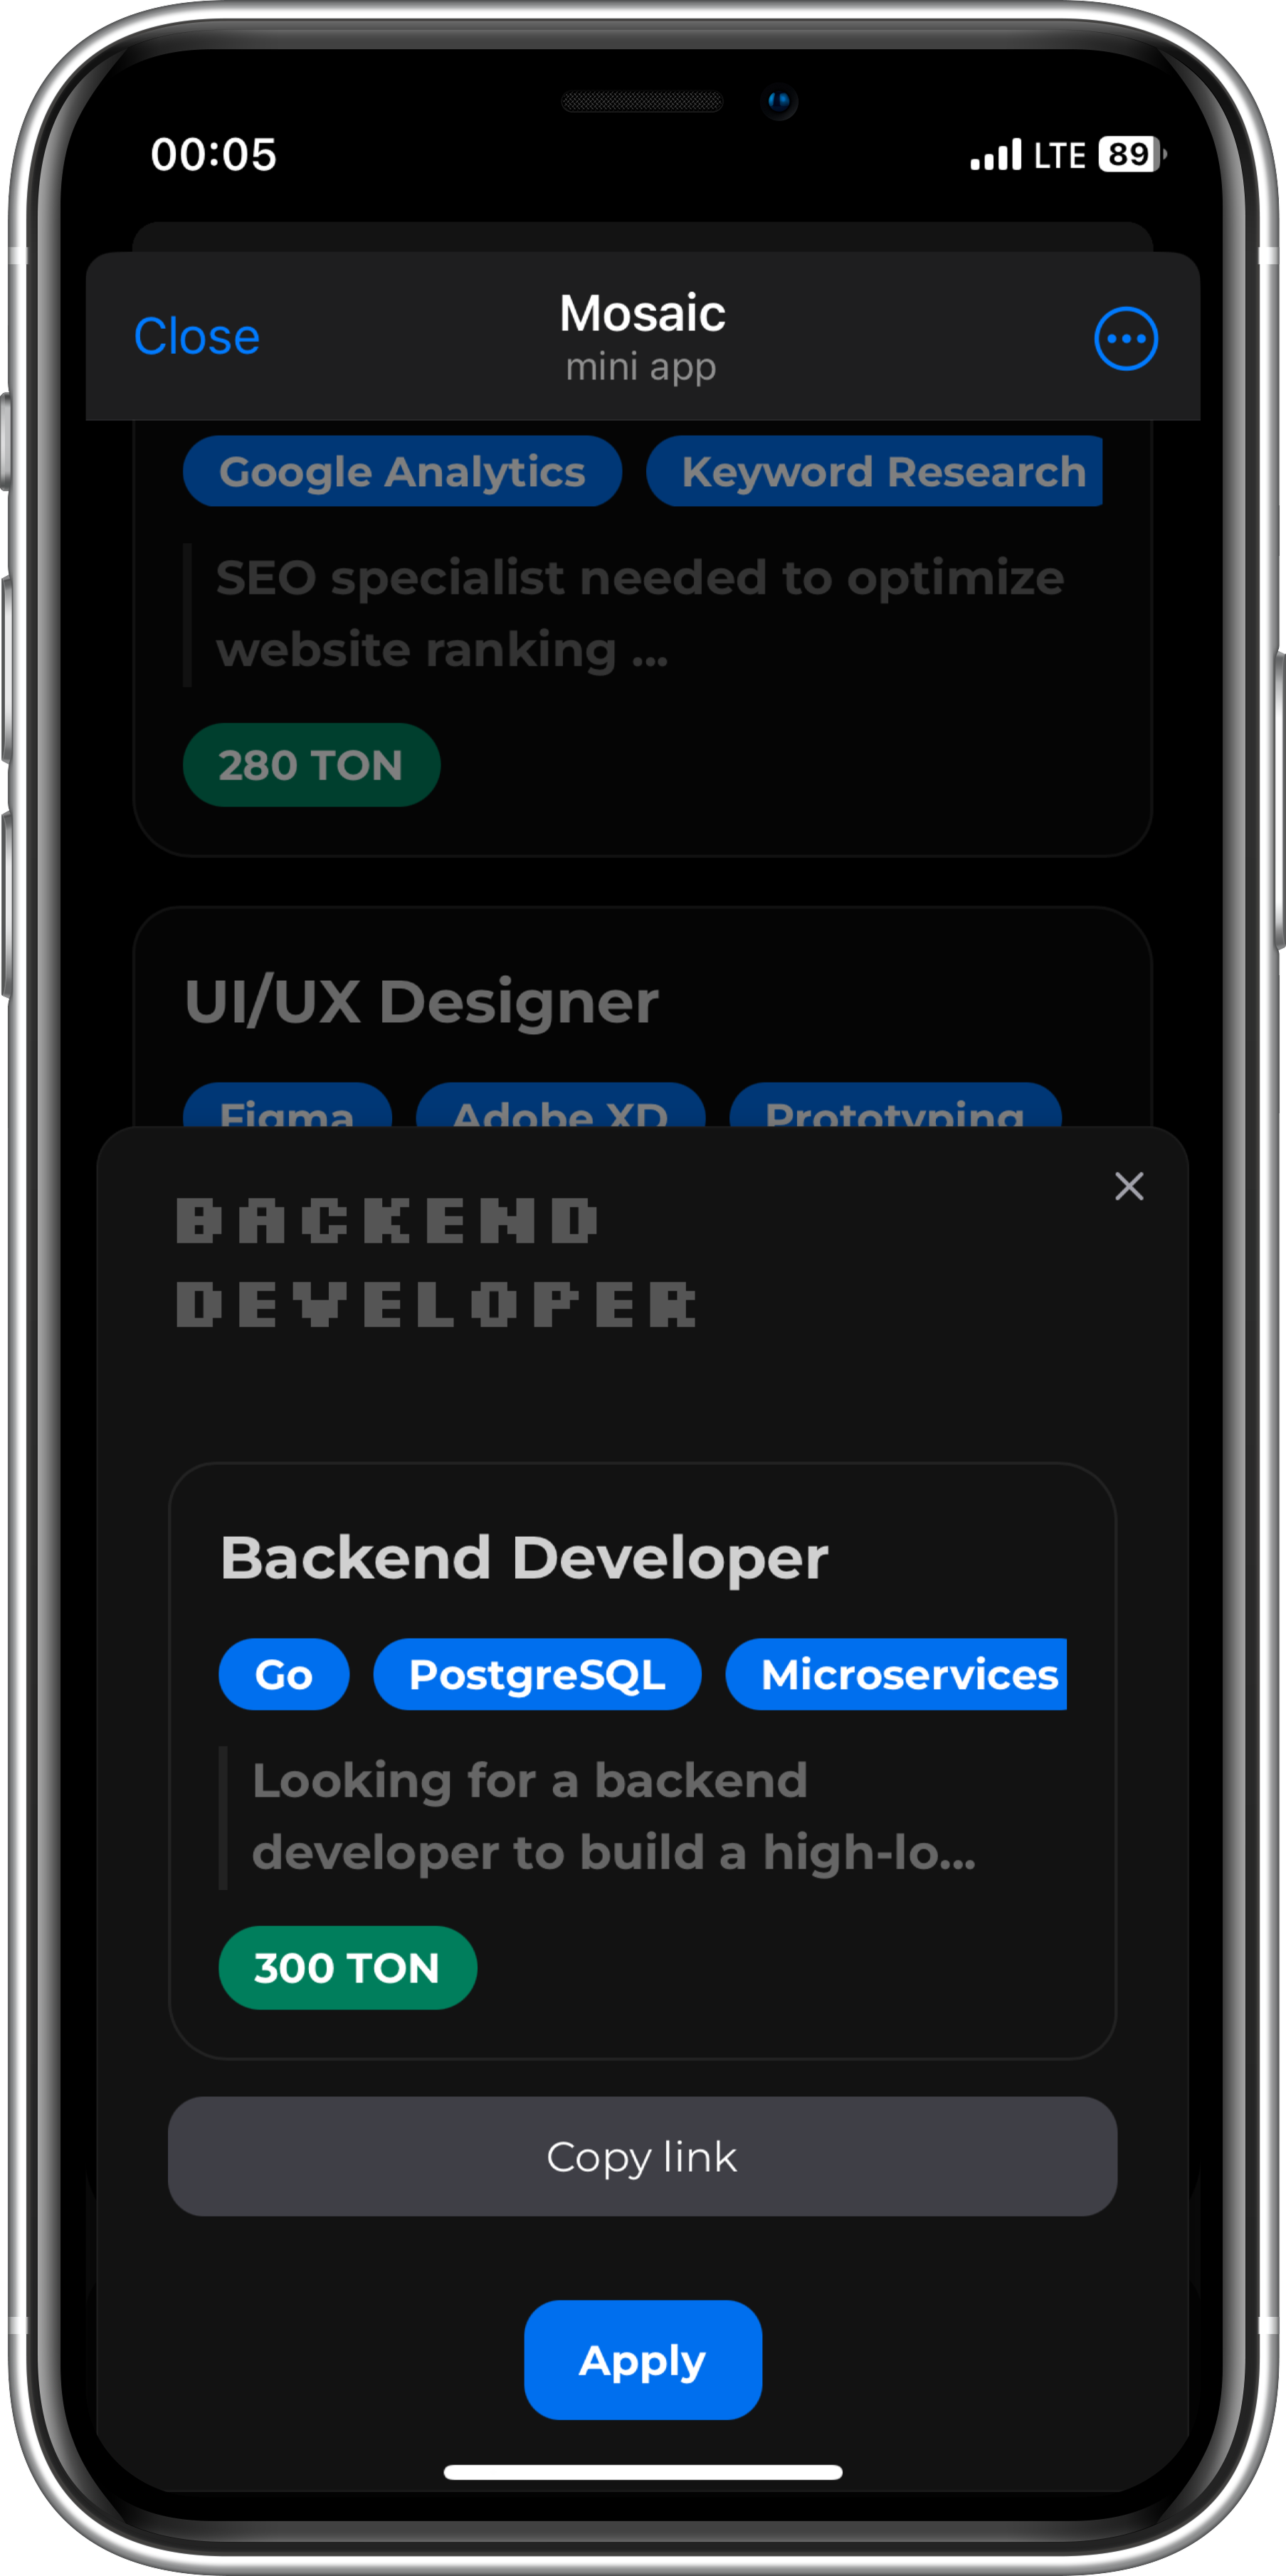 00:05
LTE 89
Close
Mosaic
mini app
Google Analytics Keyword Research
SEO specialist needed to optimize
website ranking ...
280 TON
UI/UX Designer
Figma Adobe XD Prototyping
BACKEND
DEVELOPER
Backend Developer
Go PostgreSQL Microservices
Looking for a backend
developer to build a high-lo...
300 TON
Copy link
Apply